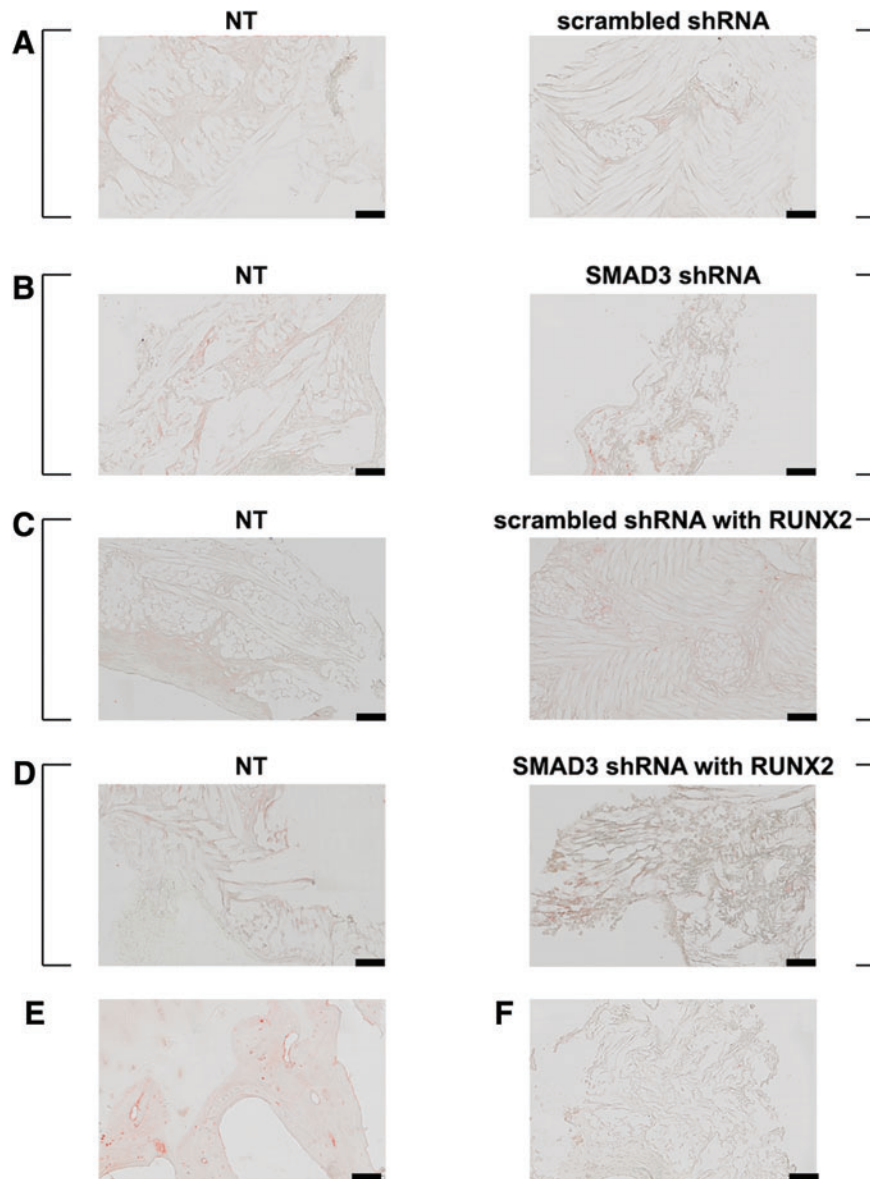 A
NT
scrambled shRNA
B
NT
SMAD3 shRNA
C
NT
scrambled shRNA with RUNX2
D
NT
SMAD3 shRNA with RUNX2
E
F